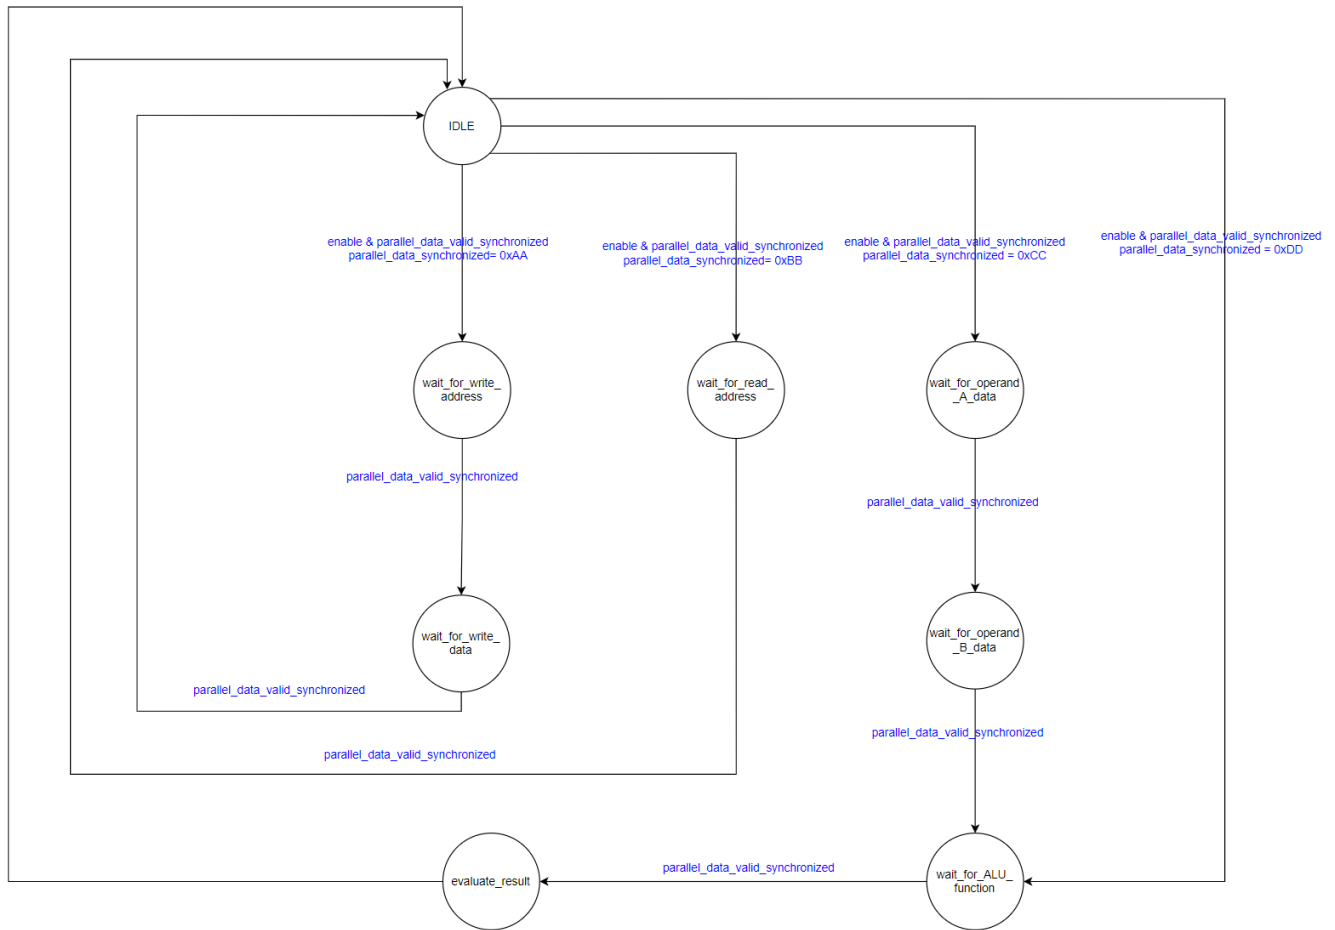 IDLE
enable & parallel_data_valid_synchronized
parallel_data_synchronized= 0xAA
enable & parallel_data_valid_synchronized
parallel_data_synchronized= 0xBB
enable & parallel_data_valid_synchronized
parallel_data_synchronized = 0xCC
enable & parallel_data_valid_synchronized
parallel_data_synchronized = 0xDD
wait_for_write_
address
wait_for_read_
address
wait_for_operand
_A_data
parallel_data_valid_synchronized
parallel_data_valid_synchronized
wait_for_write_
data
wait_for_operand
_B_data
parallel_data_valid_synchronized
parallel_data_valid_synchronized
parallel_data_valid_synchronized
evaluate_result
parallel_data_valid_synchronized
wait_for_ALU_
function